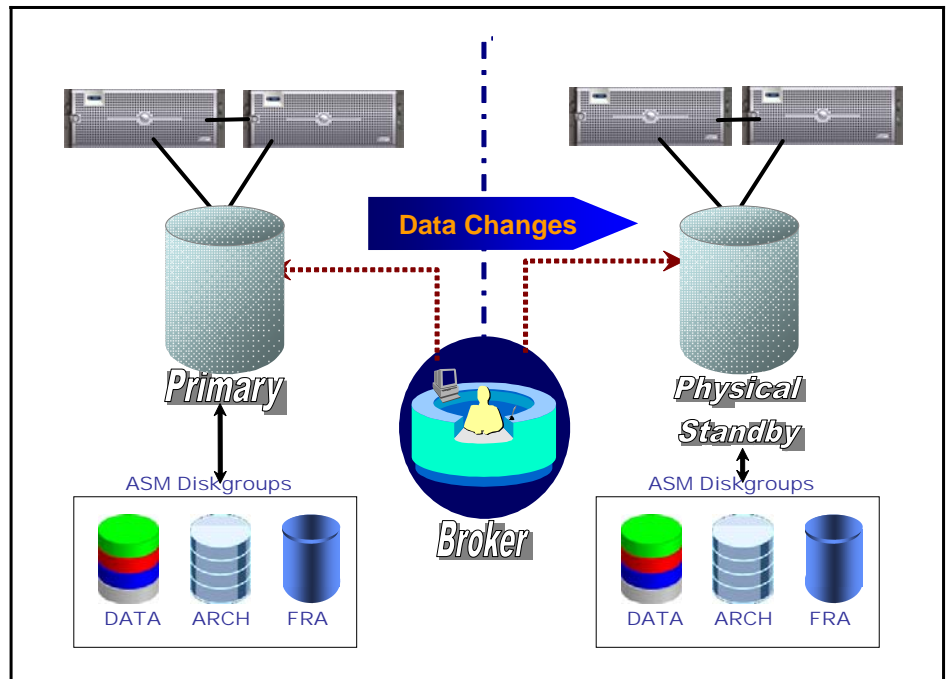 Data Changes
Primary
Physical
Standby
Broker
ASM Diskgroups
DATA ARCH FRA
ASM Diskgroups
DATA ARCH FRA